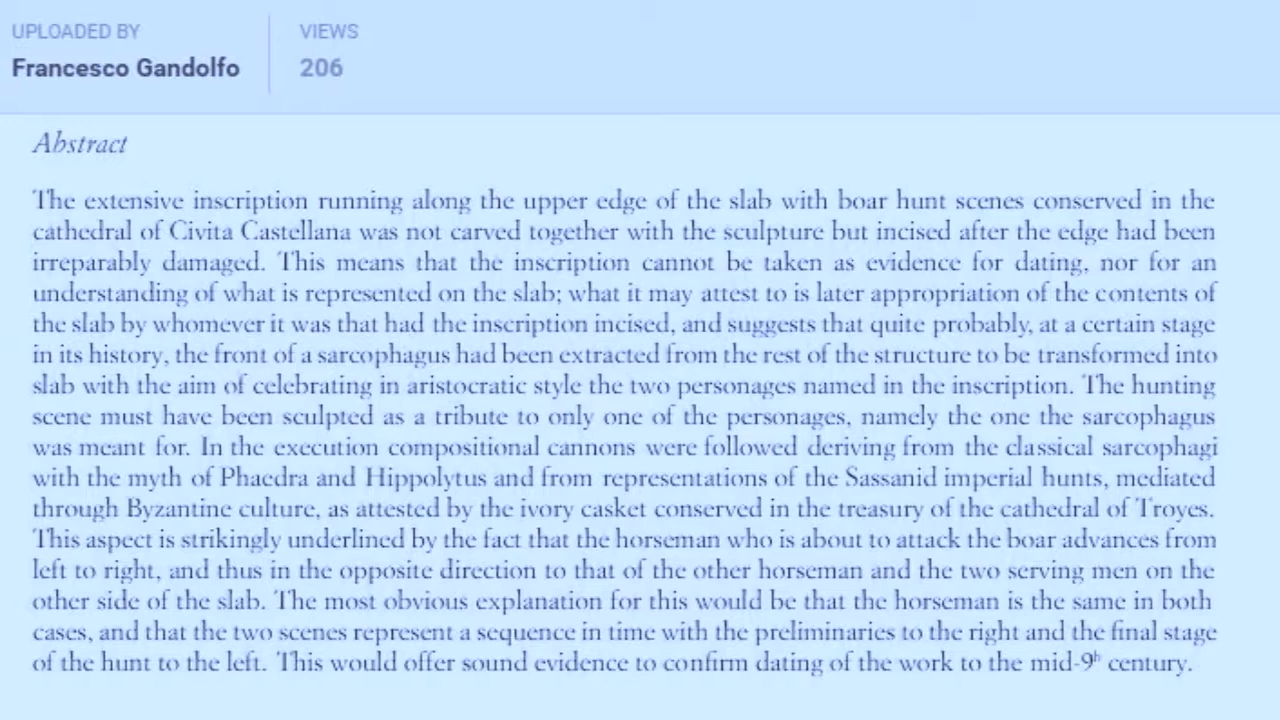 UPLOADED BY
Francesco Gandolfo
VIEWS
206
Abstract
The extensive inscription running along the upper edge of the slab with boar hunt scenes conserved in the
cathedral of Civita Castellana was not carved together with the sculpture but incised after the edge had been
irreparably damaged. This means that the inscription cannot be taken as evidence for dating, nor for an
understanding of what is represented on the slab; what it may attest to is later appropriation of the contents of
the slab by whomever it was that had the inscription incised, and suggests that quite probably, at a certain stage
in its history, the front of a sarcophagus had been extracted from the rest of the structure to be transformed into
slab with the aim of celebrating in aristocratic style the two personages named in the inscription. The hunting
scene must have been sculpted as a tribute to only one of the personages, namely the one the sarcophagus
was meant for. In the execution compositional cannons were followed deriving from the classical sarcophagi
with the myth of Phaedra and Hippolytus and from representations of the Sassanid imperial hunts, mediated
through Byzantine culture, as attested by the ivory casket conserved in the treasury of the cathedral of Troyes.
This aspect is strikingly underlined by the fact that the horseman who is about to attack the boar advances from
left to right, and thus in the opposite direction to that of the other horseman and the two serving men on the
other side of the slab. The most obvious explanation for this would be that the horseman is the same in both
cases, and that the two scenes represent a sequence in time with the preliminaries to the right and the final stage
of the hunt to the left. This would offer sound evidence to confirm dating of the work to the mid-9ʰ century.